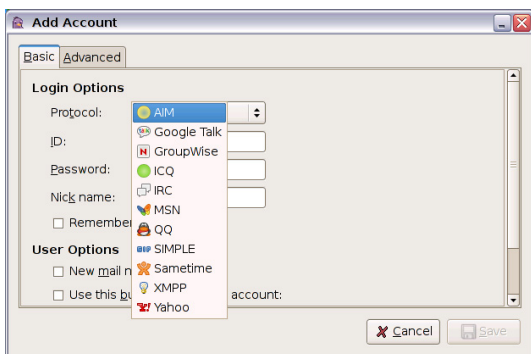 Add Account
Basic Advanced
Login Options
Protocol: AIM
Google Talk
ID:
GroupWise
Password: ICQ
IRC
Nick name:
MSN
Remember QQ
User Options SIMPLE
New mail n Sametime
XMPP
Use this bu account:
Yahoo
Cancel Save